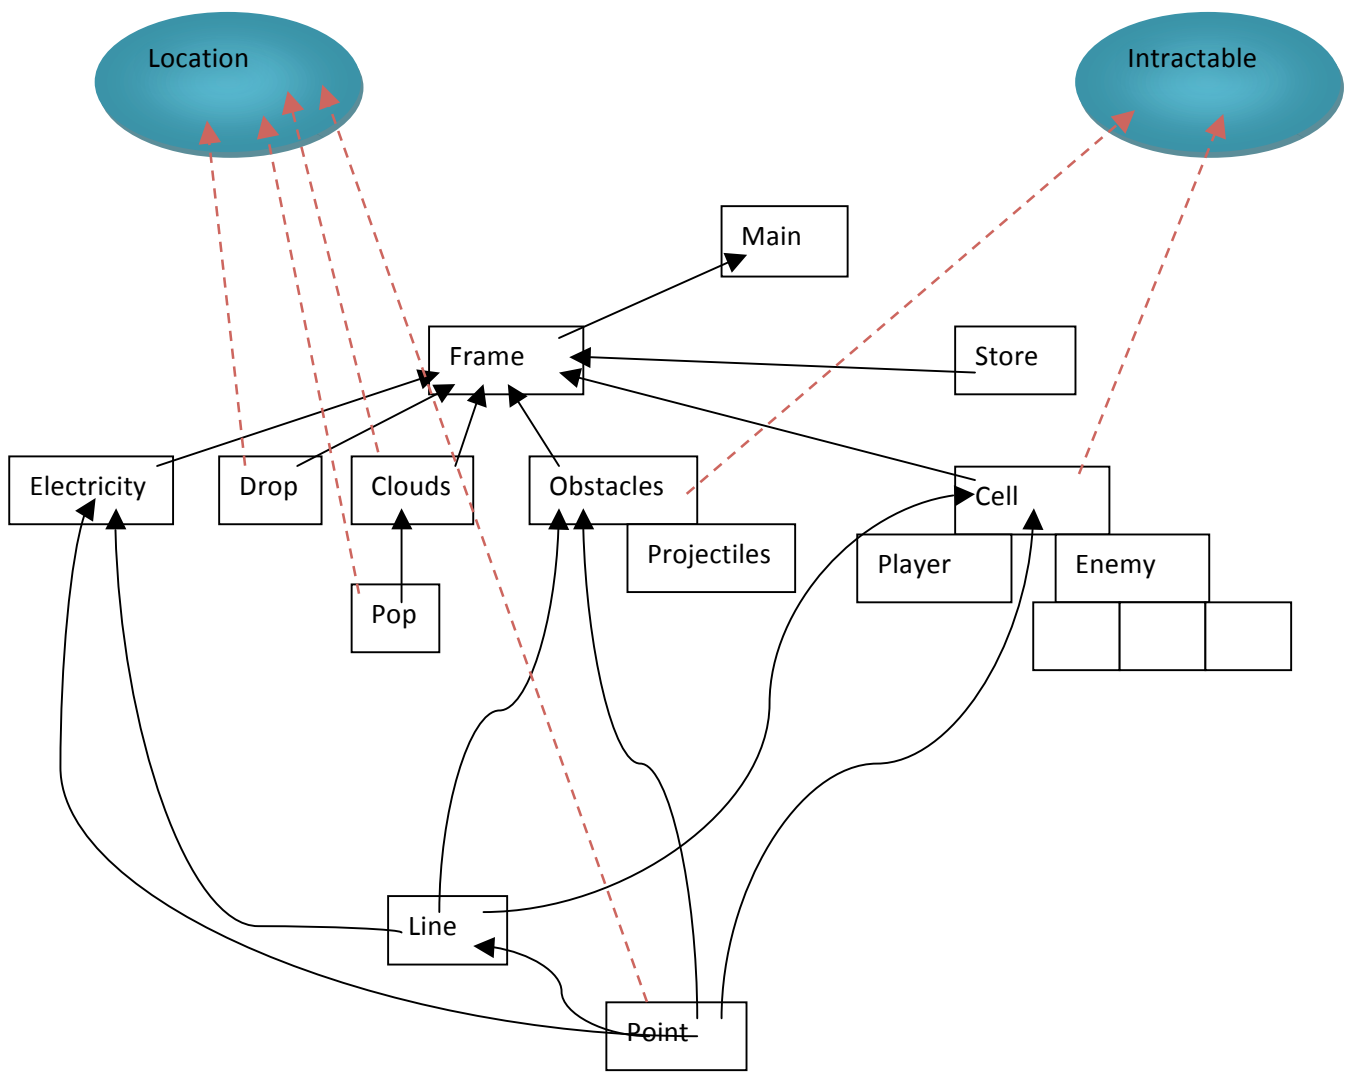 Location
Intractable
Main
Frame
Store
Electricity
Drop
Clouds
Obstacles
Cell
Projectiles
Player
Enemy
Pop
Line
Point